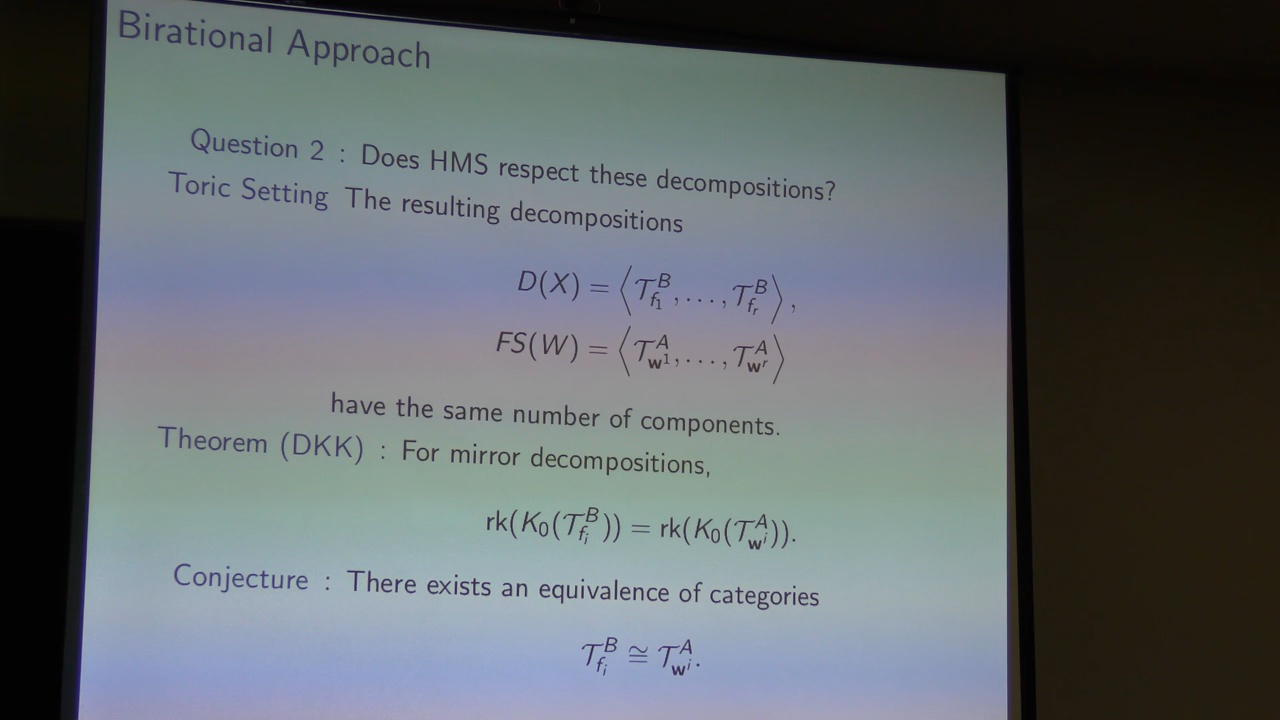 Birational Approach
Question 2 : Does HMS respect these decompositions?
Toric Setting The resulting decompositions
D(X) = ⟨𝒯^B_{f_1}, . . . , 𝒯^B_{f_r}⟩,
FS(W) = ⟨𝒯^A_{𝐰^1}, . . . , 𝒯^A_{𝐰^r}⟩
have the same number of components.
Theorem (DKK) : For mirror decompositions,
rk(K_0(𝒯^B_{f_i})) = rk(K_0(𝒯^A_{𝐰^i})).
Conjecture : There exists an equivalence of categories
𝒯^B_{f_i} ≅ 𝒯^A_{𝐰^i}.